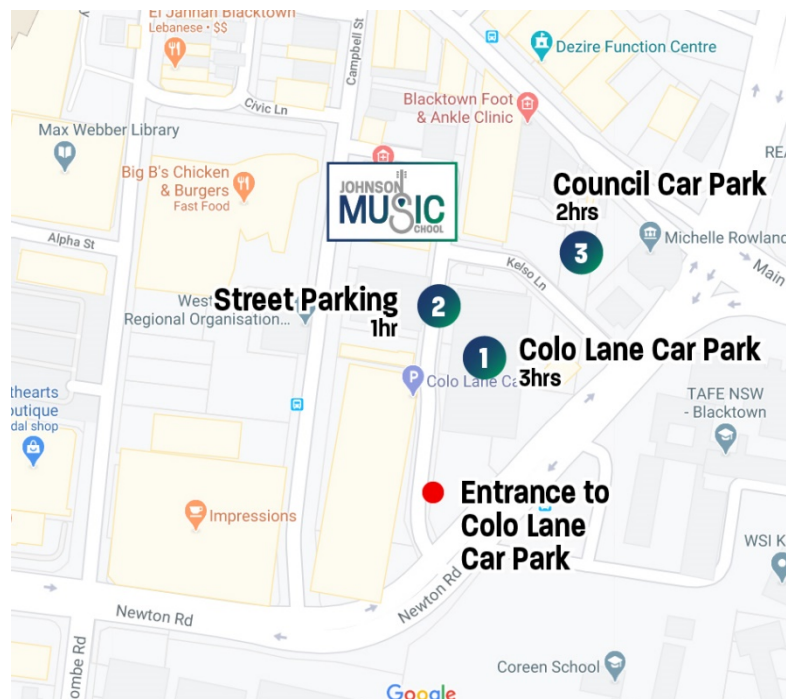 El Jannah Blacktown
Lebanese • $$
Campbell St
Dezire Function Centre
Civic Ln
Blacktown Foot
& Ankle Clinic
Max Webber Library
Big B's Chicken
& Burgers
Fast Food
JOHNSON
MUSIC
SCHOOL
Council Car Park
2hrs
3
Michelle Rowland
Main
Alpha St
Kelso Ln
Street Parking
1hr
2
West
Regional Organisation...
1
Colo Lane Car Park
3hrs
P
Colo Lane Ca
TAFE NSW
- Blacktown
Entrance to
Colo Lane
Car Park
Impressions
Newton Rd
Newton Rd
Coreen School
Google